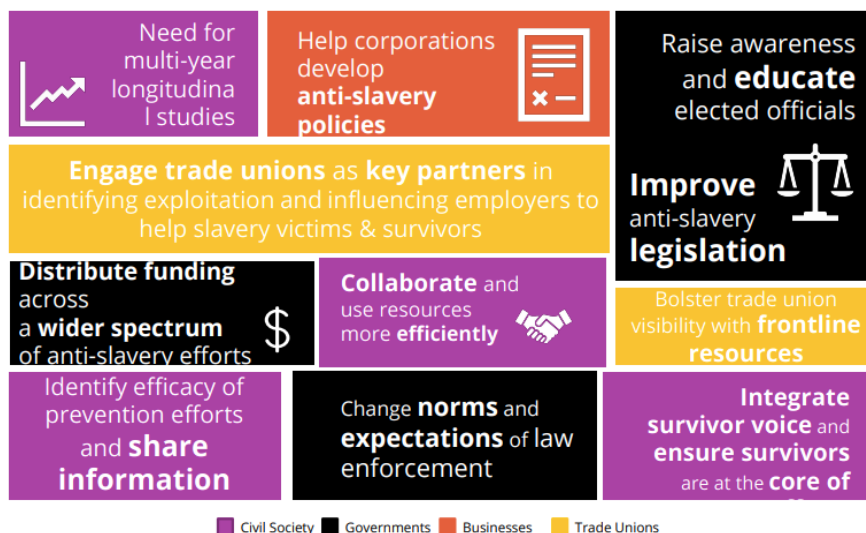 Need for
multi-year
longitudina
l studies
Help corporations
develop
anti-slavery
policies
Raise awareness
and educate
elected officials
Improve
anti-slavery
legislation
Engage trade unions as key partners in
identifying exploitation and influencing employers to
help slavery victims & survivors
Distribute funding
across
a wider spectrum
of anti-slavery efforts
$
Collaborate and
use resources
more efficiently
Bolster trade union
visibility with frontline
resources
Identify efficacy of
prevention efforts
and share
information
Change norms and
expectations of law
enforcement
Integrate
survivor voice and
ensure survivors
are at the core of
Civil Society
Governments
Businesses
Trade Unions